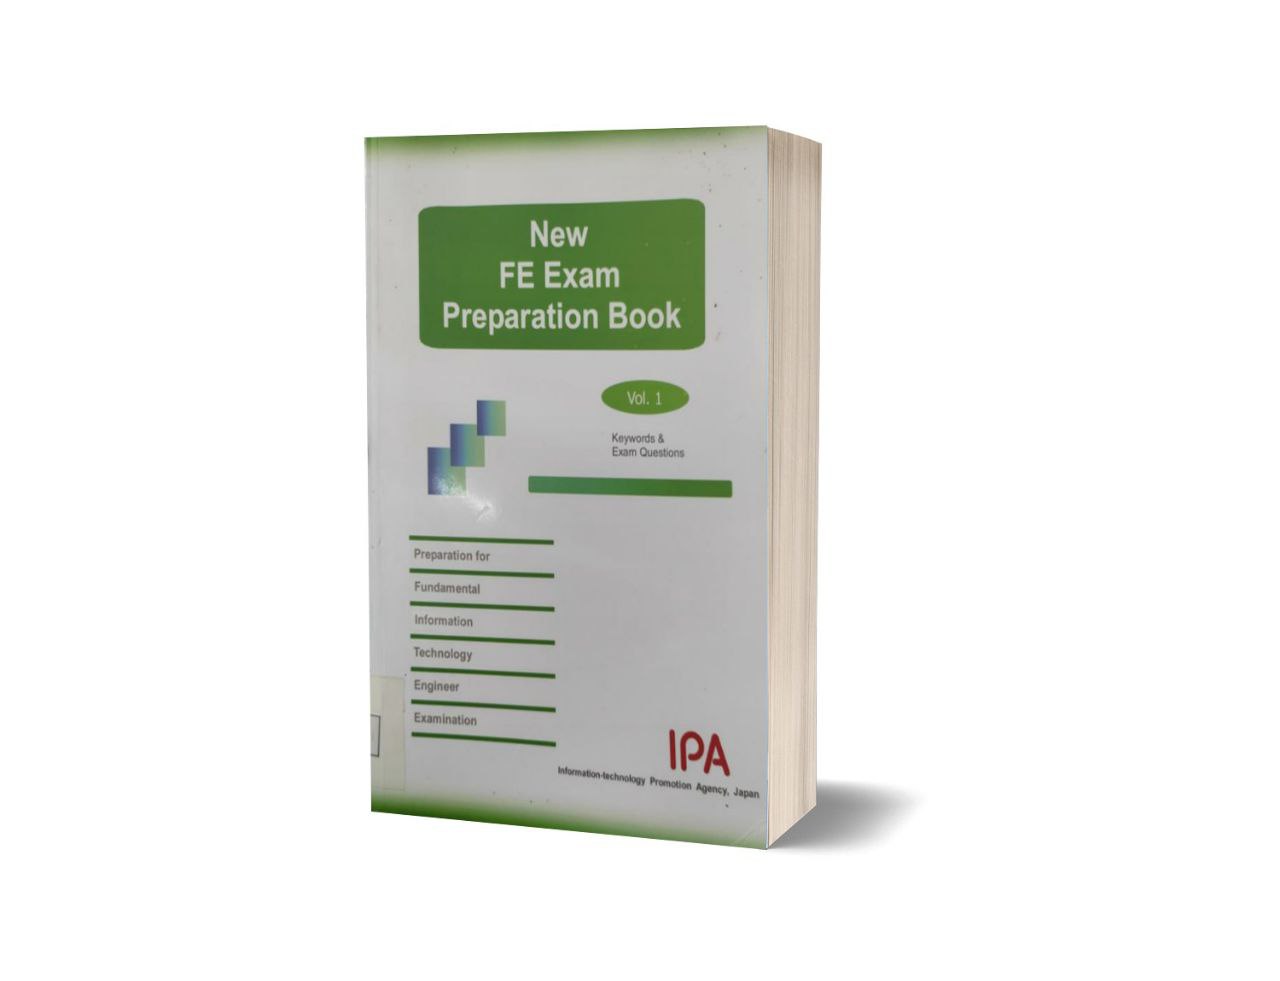 New
FE Exam
Preparation Book
Vol. 1
Keywords &
Exam Questions
Preparation for
Fundamental
Information
Technology
Engineer
Examination
IPA
Information-technology Promotion Agency, Japan